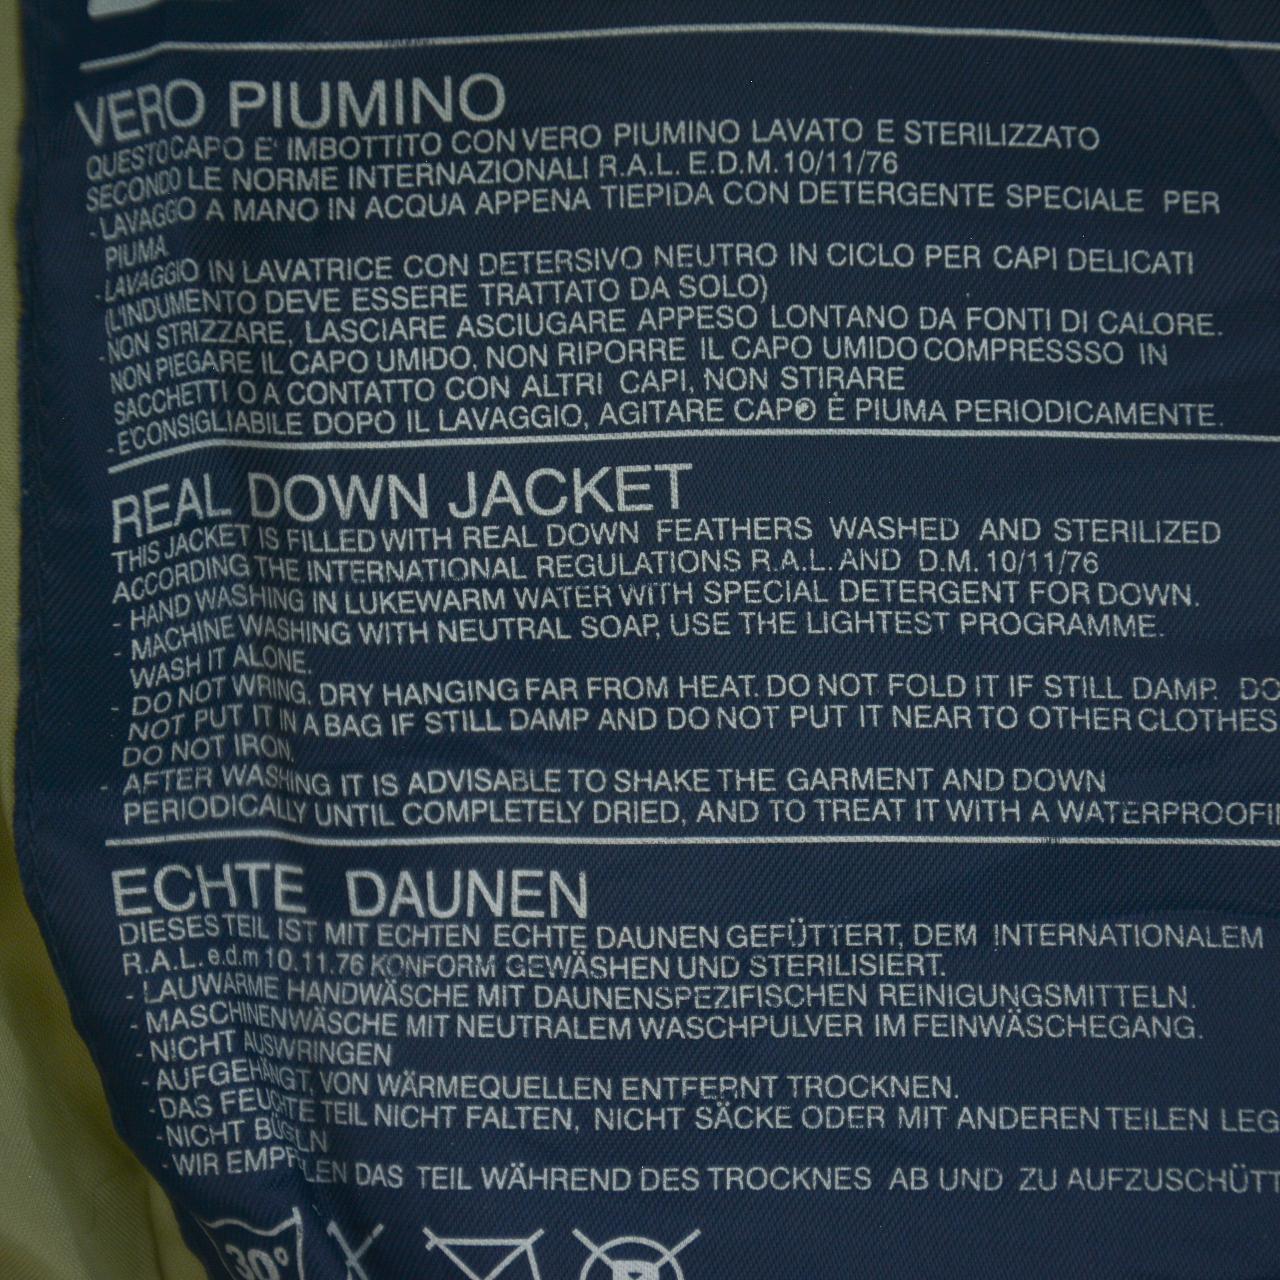 VERO PIUMINO
QUESTO CAPO E' IMBOTTITO CON VERO PIUMINO LAVATO E STERILIZZATO
SECONDO LE NORME INTERNAZIONALI R.A.L. E.D.M. 10/11/76
- LAVAGGIO A MANO IN ACQUA APPENA TIEPIDA CON DETERGENTE SPECIALE PER
PIUMA.
- LAVAGGIO IN LAVATRICE CON DETERSIVO NEUTRO IN CICLO PER CAPI DELICATI
(L'INDUMENTO DEVE ESSERE TRATTATO DA SOLO)
- NON STRIZZARE, LASCIARE ASCIUGARE APPESO LONTANO DA FONTI DI CALORE.
NON PIEGARE IL CAPO UMIDO, NON RIPORRE IL CAPO UMIDO COMPRESSSO IN
SACCHETTI O A CONTATTO CON ALTRI CAPI, NON STIRARE
- E'CONSIGLIABILE DOPO IL LAVAGGIO, AGITARE CAPO E PIUMA PERIODICAMENTE.
REAL DOWN JACKET
THIS JACKET IS FILLED WITH REAL DOWN FEATHERS WASHED AND STERILIZED
ACCORDING THE INTERNATIONAL REGULATIONS R.A.L. AND D.M. 10/11/76
- HAND WASHING IN LUKEWARM WATER WITH SPECIAL DETERGENT FOR DOWN.
- MACHINE WASHING WITH NEUTRAL SOAP, USE THE LIGHTEST PROGRAMME.
WASH IT ALONE.
- DO NOT WRING. DRY HANGING FAR FROM HEAT. DO NOT FOLD IT IF STILL DAMP. DO
NOT PUT IT IN A BAG IF STILL DAMP AND DO NOT PUT IT NEAR TO OTHER CLOTHES
DO NOT IRON.
- AFTER WASHING IT IS ADVISABLE TO SHAKE THE GARMENT AND DOWN
PERIODICALLY UNTIL COMPLETELY DRIED, AND TO TREAT IT WITH A
ECHTE DAUNEN
DIESES TEIL IST MIT ECHTEN ECHTE DAUNEN GEFÜTTERT, DEM INTERNATIONALEM
R.A.L. e.d.m 10.11.76 KONFORM GEWÄSHEN UND STERILISIERT.
- LAUWARME HANDWÄSCHE MIT DAUNENSPEZIFISCHEN REINIGUNGSMITTELN.
- MASCHINENWÄSCHE MIT NEUTRALEM WASCHPULVER IM FEINWÄSCHEGANG.
- NICHT AUSWRINGEN
- AUFGEHÄNGT, VON WÄRMEQUELLEN ENTFERNT TROCKNEN.
- DAS FEUCHTE TEIL NICHT FALTEN, NICHT SÄCKE ODER MIT ANDEREN TEILEN
- NICHT BÜGELN
- WIR DAS TEIL WÄHREND DES TROCKNES AB UND ZU
30°